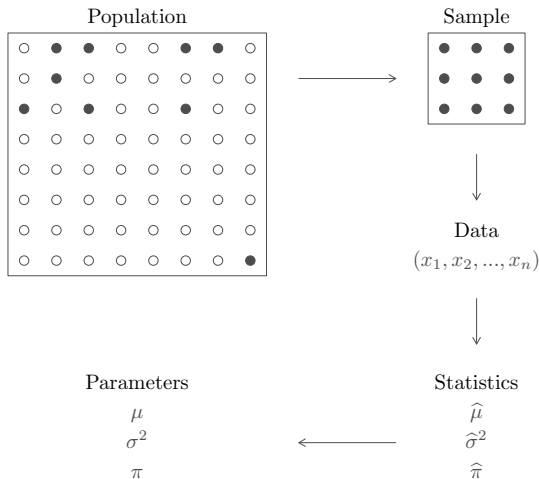 Population
Sample
Data
(x₁, x₂, ..., xₙ)
Parameters
μ
σ²
π
Statistics
μ̂
σ̂²
π̂